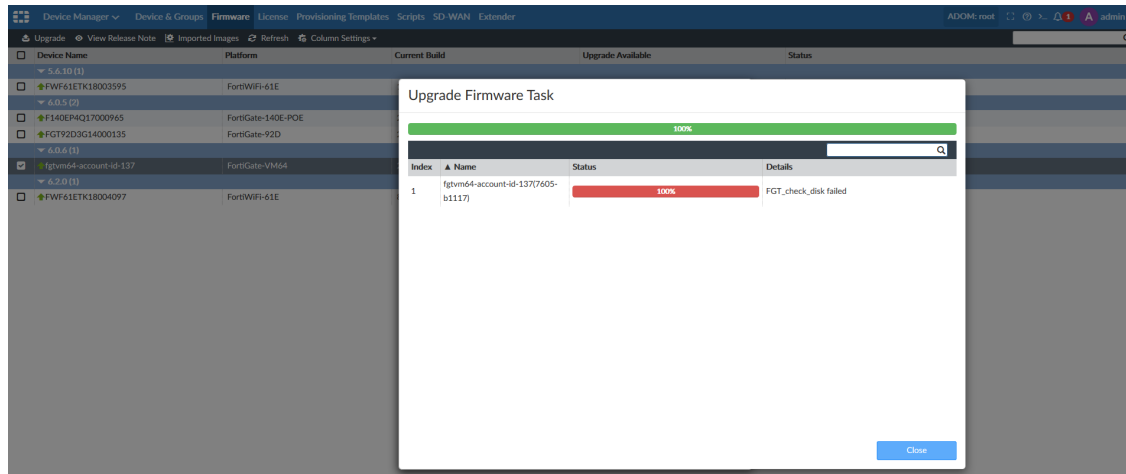 Device Manager Device & Groups Firmware License Provisioning Templates Scripts SD-WAN Extender ADOM: root 1 A admin
Upgrade View Release Note Imported Images Refresh Column Settings
Device Name Platform Current Build Upgrade Available Status
5.6.10 (1)
FWF61ETK18003595 FortiWiFi-61E
6.0.5 (2)
F140EP4Q17000965 FortiGate-140E-POE
FGT92D3G14000135 FortiGate-92D
6.0.6 (1)
fgtvm64-account-id-137 FortiGate-VM64
6.2.0 (1)
FWF61ETK18004097 FortiWiFi-61E
Upgrade Firmware Task
100%
Index ▲ Name Status Details
1 fgtvm64-account-id-137(7605-b1117) 100% FGT_check_disk failed
Close